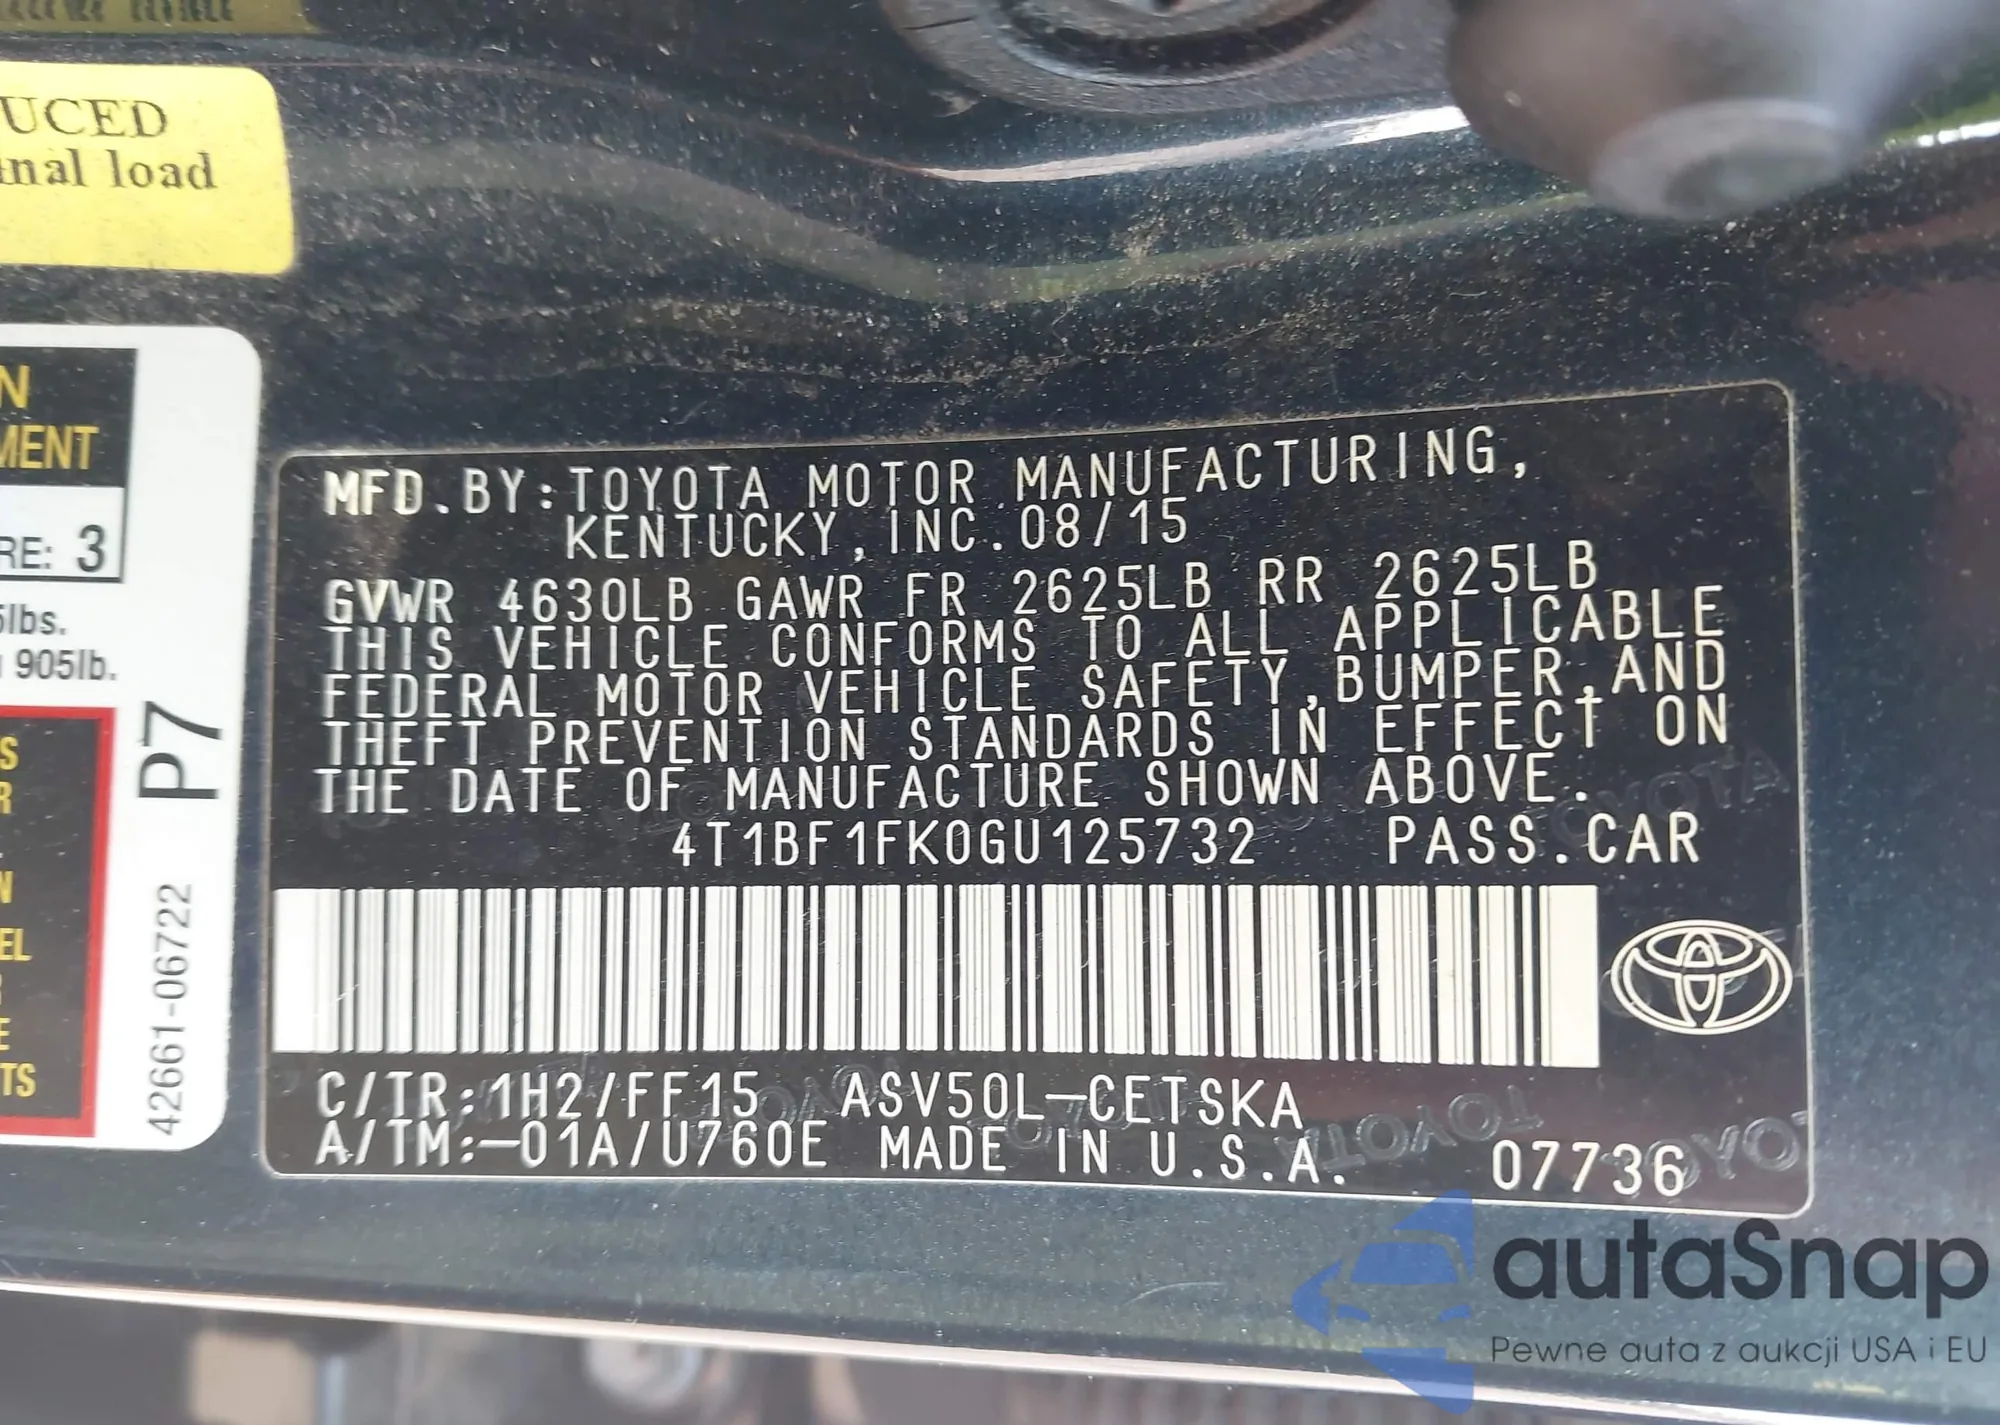 UCED
nal load
N
MENT
RE: 3
5lbs.
905lb.
S
R
N
EL
E
TS
P7
42661-06722
MFD.BY:TOYOTA MOTOR MANUFACTURING,
KENTUCKY, INC.08/15
GVWR 4630LB GAWR FR 2625LB RR 2625LB
THIS VEHICLE CONFORMS TO ALL APPLICABLE
FEDERAL MOTOR VEHICLE SAFETY,BUMPER,AND
THEFT PREVENTION STANDARDS IN EFFECT ON
THE DATE OF MANUFACTURE SHOWN ABOVE.
4T1BF1FK0GU125732 PASS.CAR
C/TR:1H2/FF15 ASV50L-CETSKA
A/TM:-01A/U760E MADE IN U.S.A. 07736
autaSnap
Pewne auta z aukcji USA i EU